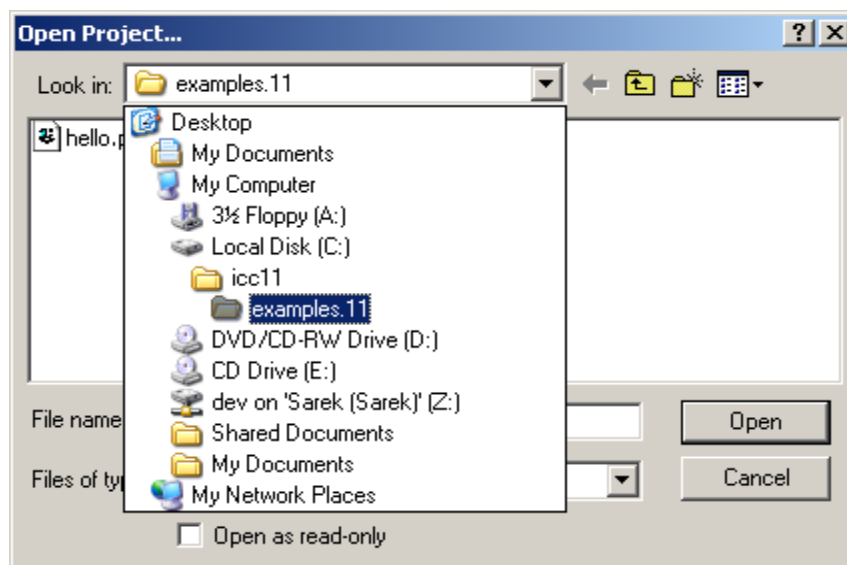 Open Project...
Look in: examples.11
Desktop
hello.
My Documents
My Computer
3½ Floppy (A:)
Local Disk (C:)
icc11
examples.11
DVD/CD-RW Drive (D:)
CD Drive (E:)
dev on 'Sarek (Sarek)' (Z:)
File name
Open
Shared Documents
My Documents
Files of
Cancel
My Network Places
Open as read-only